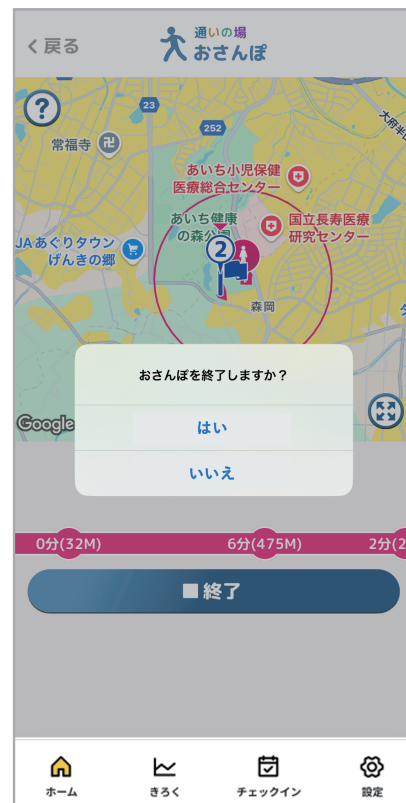 く戻る
通いの場
おさんぽ
?
23
252
常福寺
卍
大府半
あいち小児保健
医療総合センター
あいち健康
の森公園
国立長寿医療
研究センター
JAあぐりタウン
げんきの郷
2
森岡
おさんぽを終了しますか？
はい
いいえ
Google
0分(32M)
6分(475M)
2分(2
■終了
ホーム
きろく
チェックイン
設定